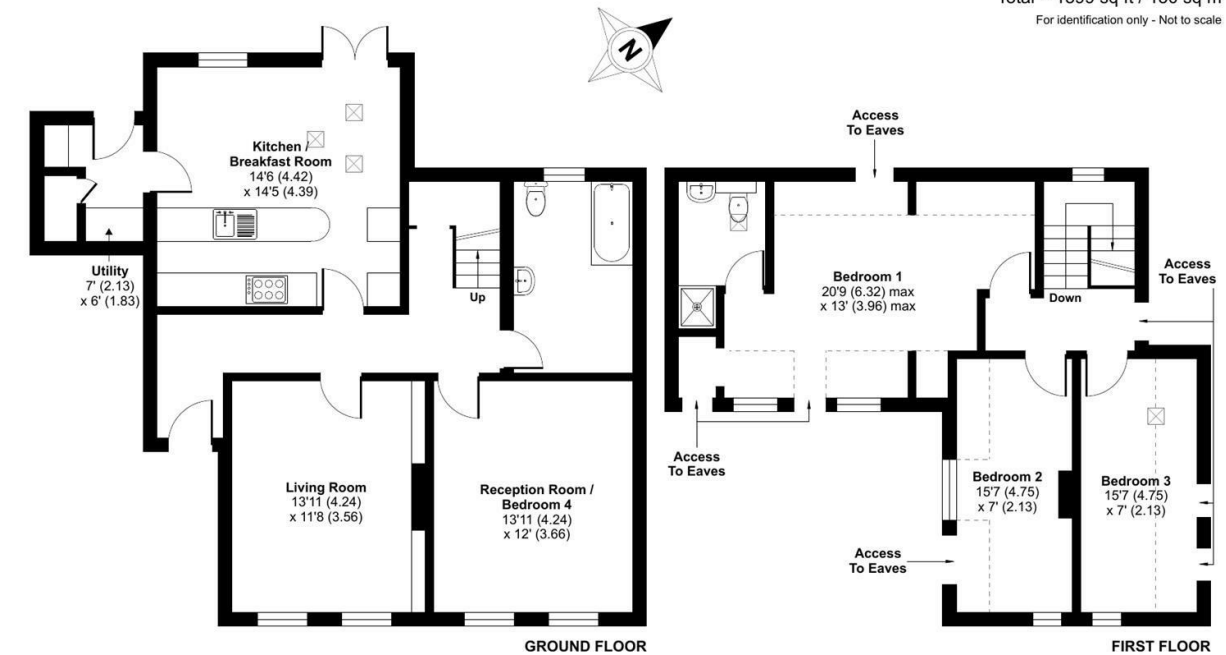 For identification only - Not to scale
N
Access
To Eaves
Kitchen /
Breakfast Room
14'6 (4.42)
x 14'5 (4.39)
Utility
7' (2.13)
x 6' (1.83)
Up
Bedroom 1
20'9 (6.32) max
x 13' (3.96) max
Down
Access
To Eaves
Living Room
13'11 (4.24)
x 11'8 (3.56)
Reception Room /
Bedroom 4
13'11 (4.24)
x 12' (3.66)
Access
To Eaves
Bedroom 2
15'7 (4.75)
x 7' (2.13)
Bedroom 3
15'7 (4.75)
x 7' (2.13)
Access
To Eaves
GROUND FLOOR
FIRST FLOOR